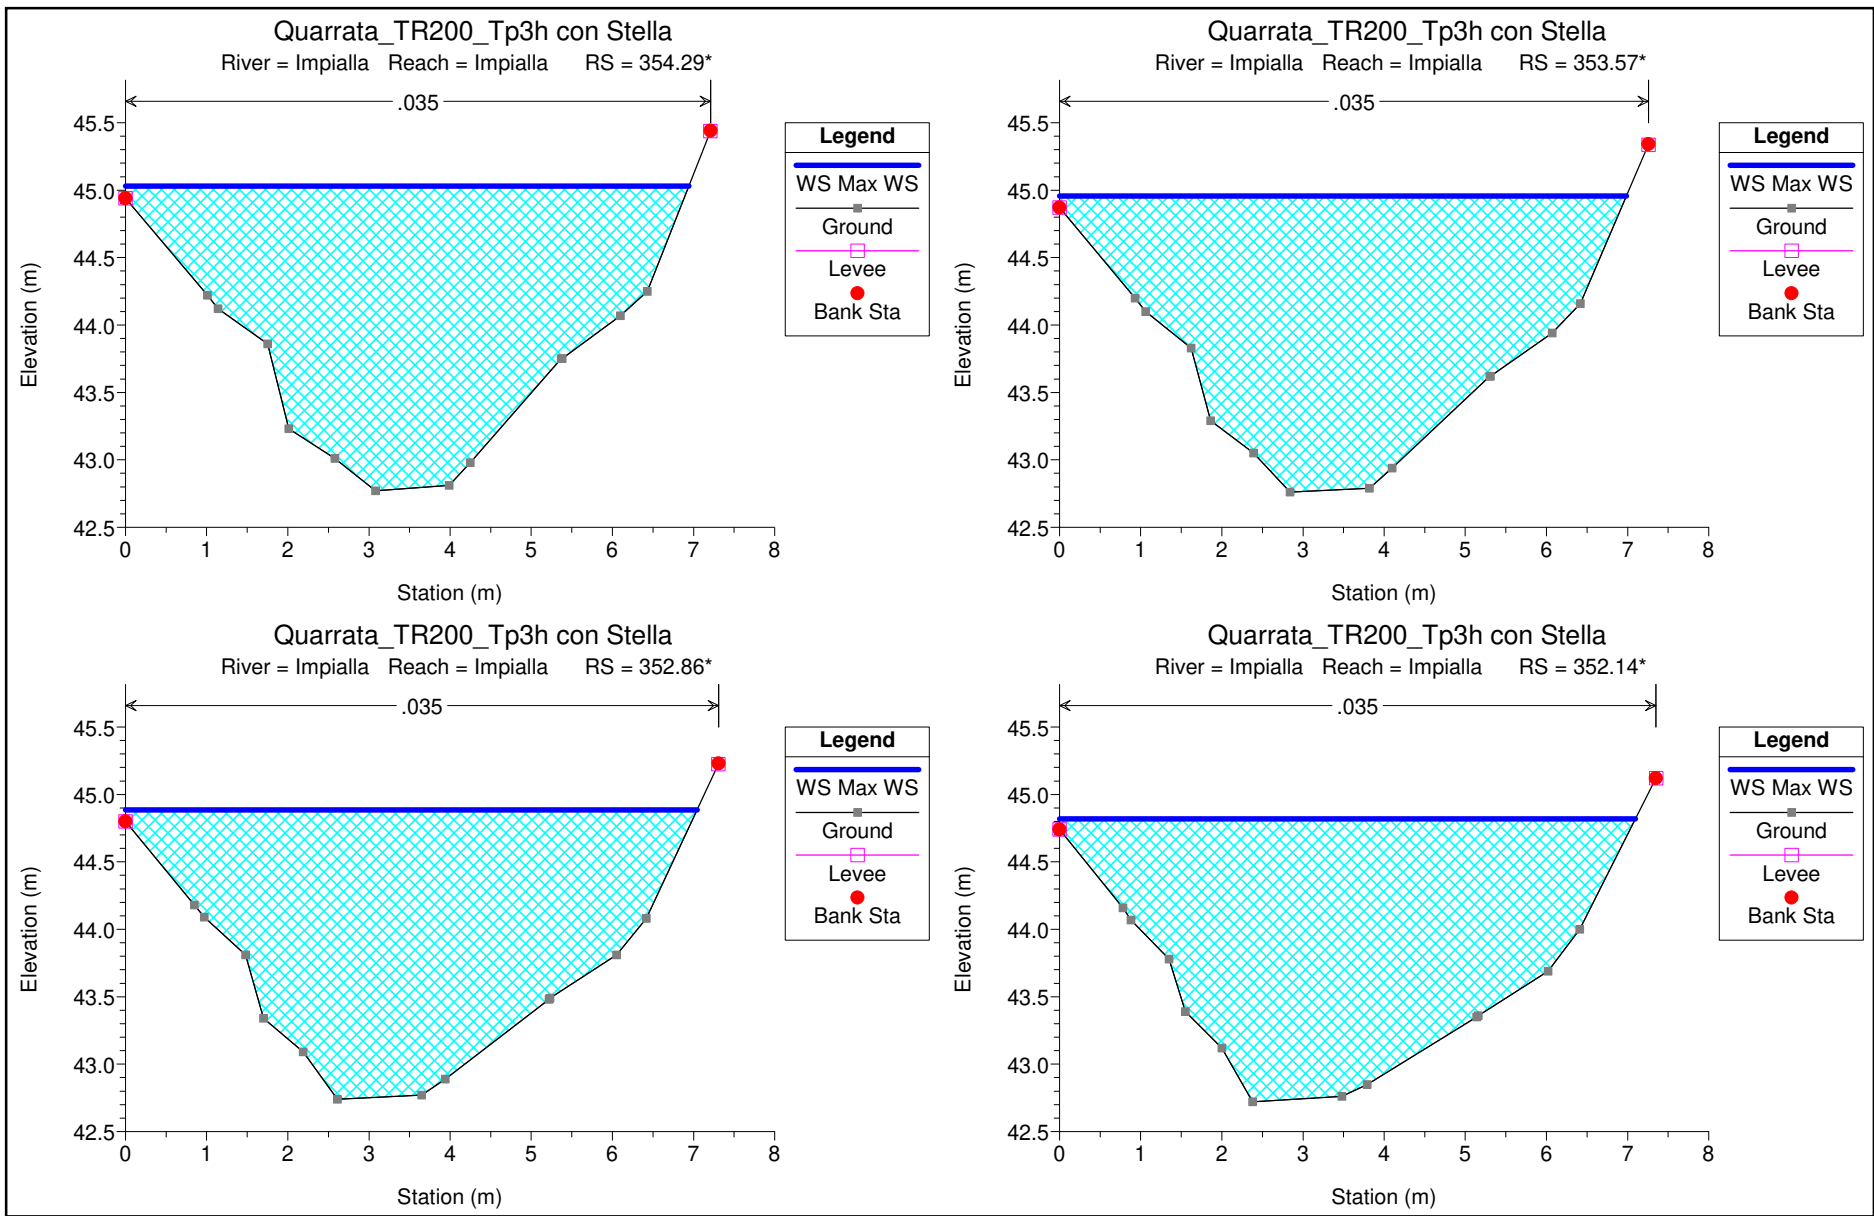 Quarrata_TR200_Tp3h con Stella
River = Impialla Reach = Impialla RS = 354.29*
.035
45.5
45.0
44.5
44.0
43.5
43.0
42.5
Elevation (m)
0 1 2 3 4 5 6 7 8
Station (m)
Legend
WS Max WS
Ground
Levee
Bank Sta
Quarrata_TR200_Tp3h con Stella
River = Impialla Reach = Impialla RS = 353.57*
.035
45.5
45.0
44.5
44.0
43.5
43.0
42.5
Elevation (m)
0 1 2 3 4 5 6 7 8
Station (m)
Legend
WS Max WS
Ground
Levee
Bank Sta
Quarrata_TR200_Tp3h con Stella
River = Impialla Reach = Impialla RS = 352.86*
.035
45.5
45.0
44.5
44.0
43.5
43.0
42.5
Elevation (m)
0 1 2 3 4 5 6 7 8
Station (m)
Legend
WS Max WS
Ground
Levee
Bank Sta
Quarrata_TR200_Tp3h con Stella
River = Impialla Reach = Impialla RS = 352.14*
.035
45.5
45.0
44.5
44.0
43.5
43.0
42.5
Elevation (m)
0 1 2 3 4 5 6 7 8
Station (m)
Legend
WS Max WS
Ground
Levee
Bank Sta